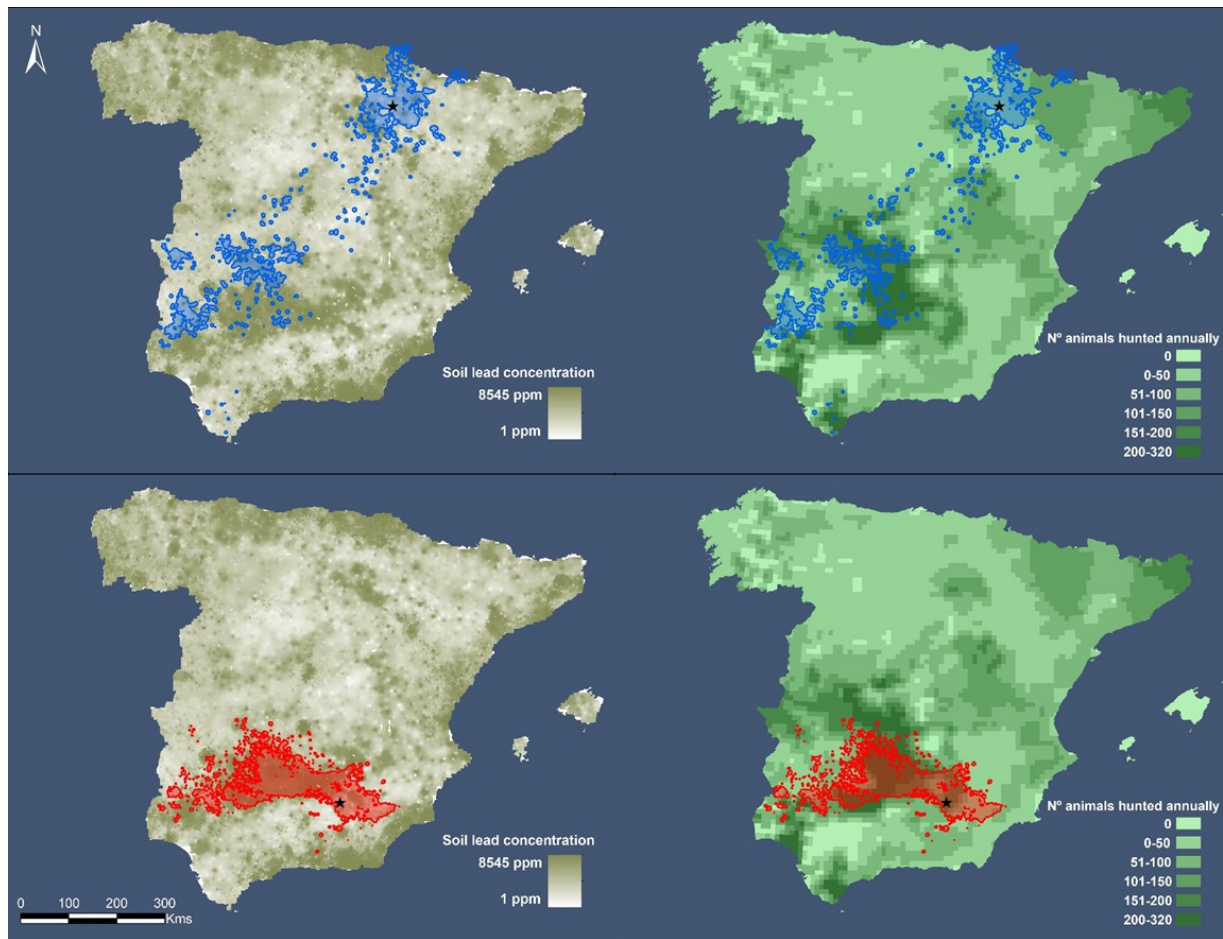 N
Soil lead concentration
8545 ppm
1 ppm
Nº animals hunted annually
0
0-50
51-100
101-150
151-200
200-320
Soil lead concentration
8545 ppm
1 ppm
0 100 200 300
Kms
Nº animals hunted annually
0
0-50
51-100
101-150
151-200
200-320